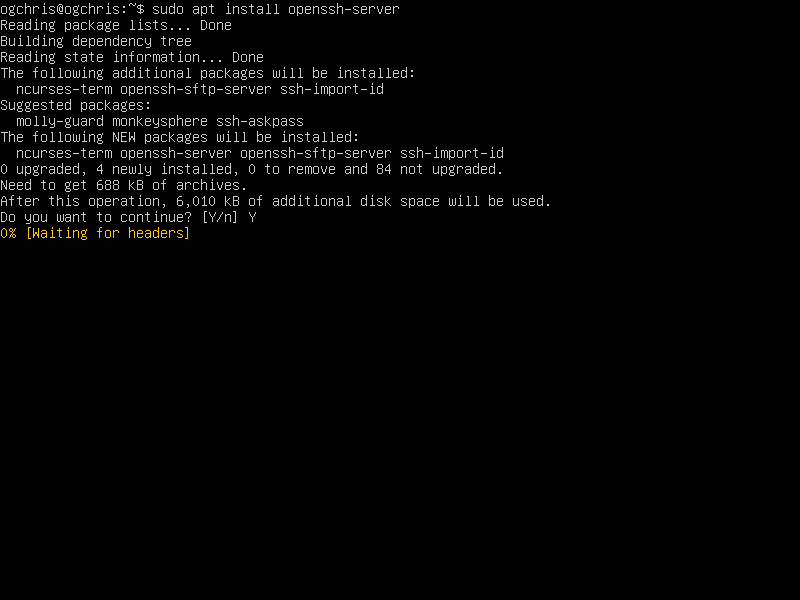 ogchris@ogchris:~$ sudo apt install openssh-server
Reading package lists... Done
Building dependency tree
Reading state information... Done
The following additional packages will be installed:
  ncurses-term openssh-sftp-server ssh-import-id
Suggested packages:
  molly-guard monkeysphere ssh-askpass
The following NEW packages will be installed:
  ncurses-term openssh-server openssh-sftp-server ssh-import-id
0 upgraded, 4 newly installed, 0 to remove and 84 not upgraded.
Need to get 688 kB of archives.
After this operation, 6,010 kB of additional disk space will be used.
Do you want to continue? [Y/n] Y
0% [Waiting for headers]